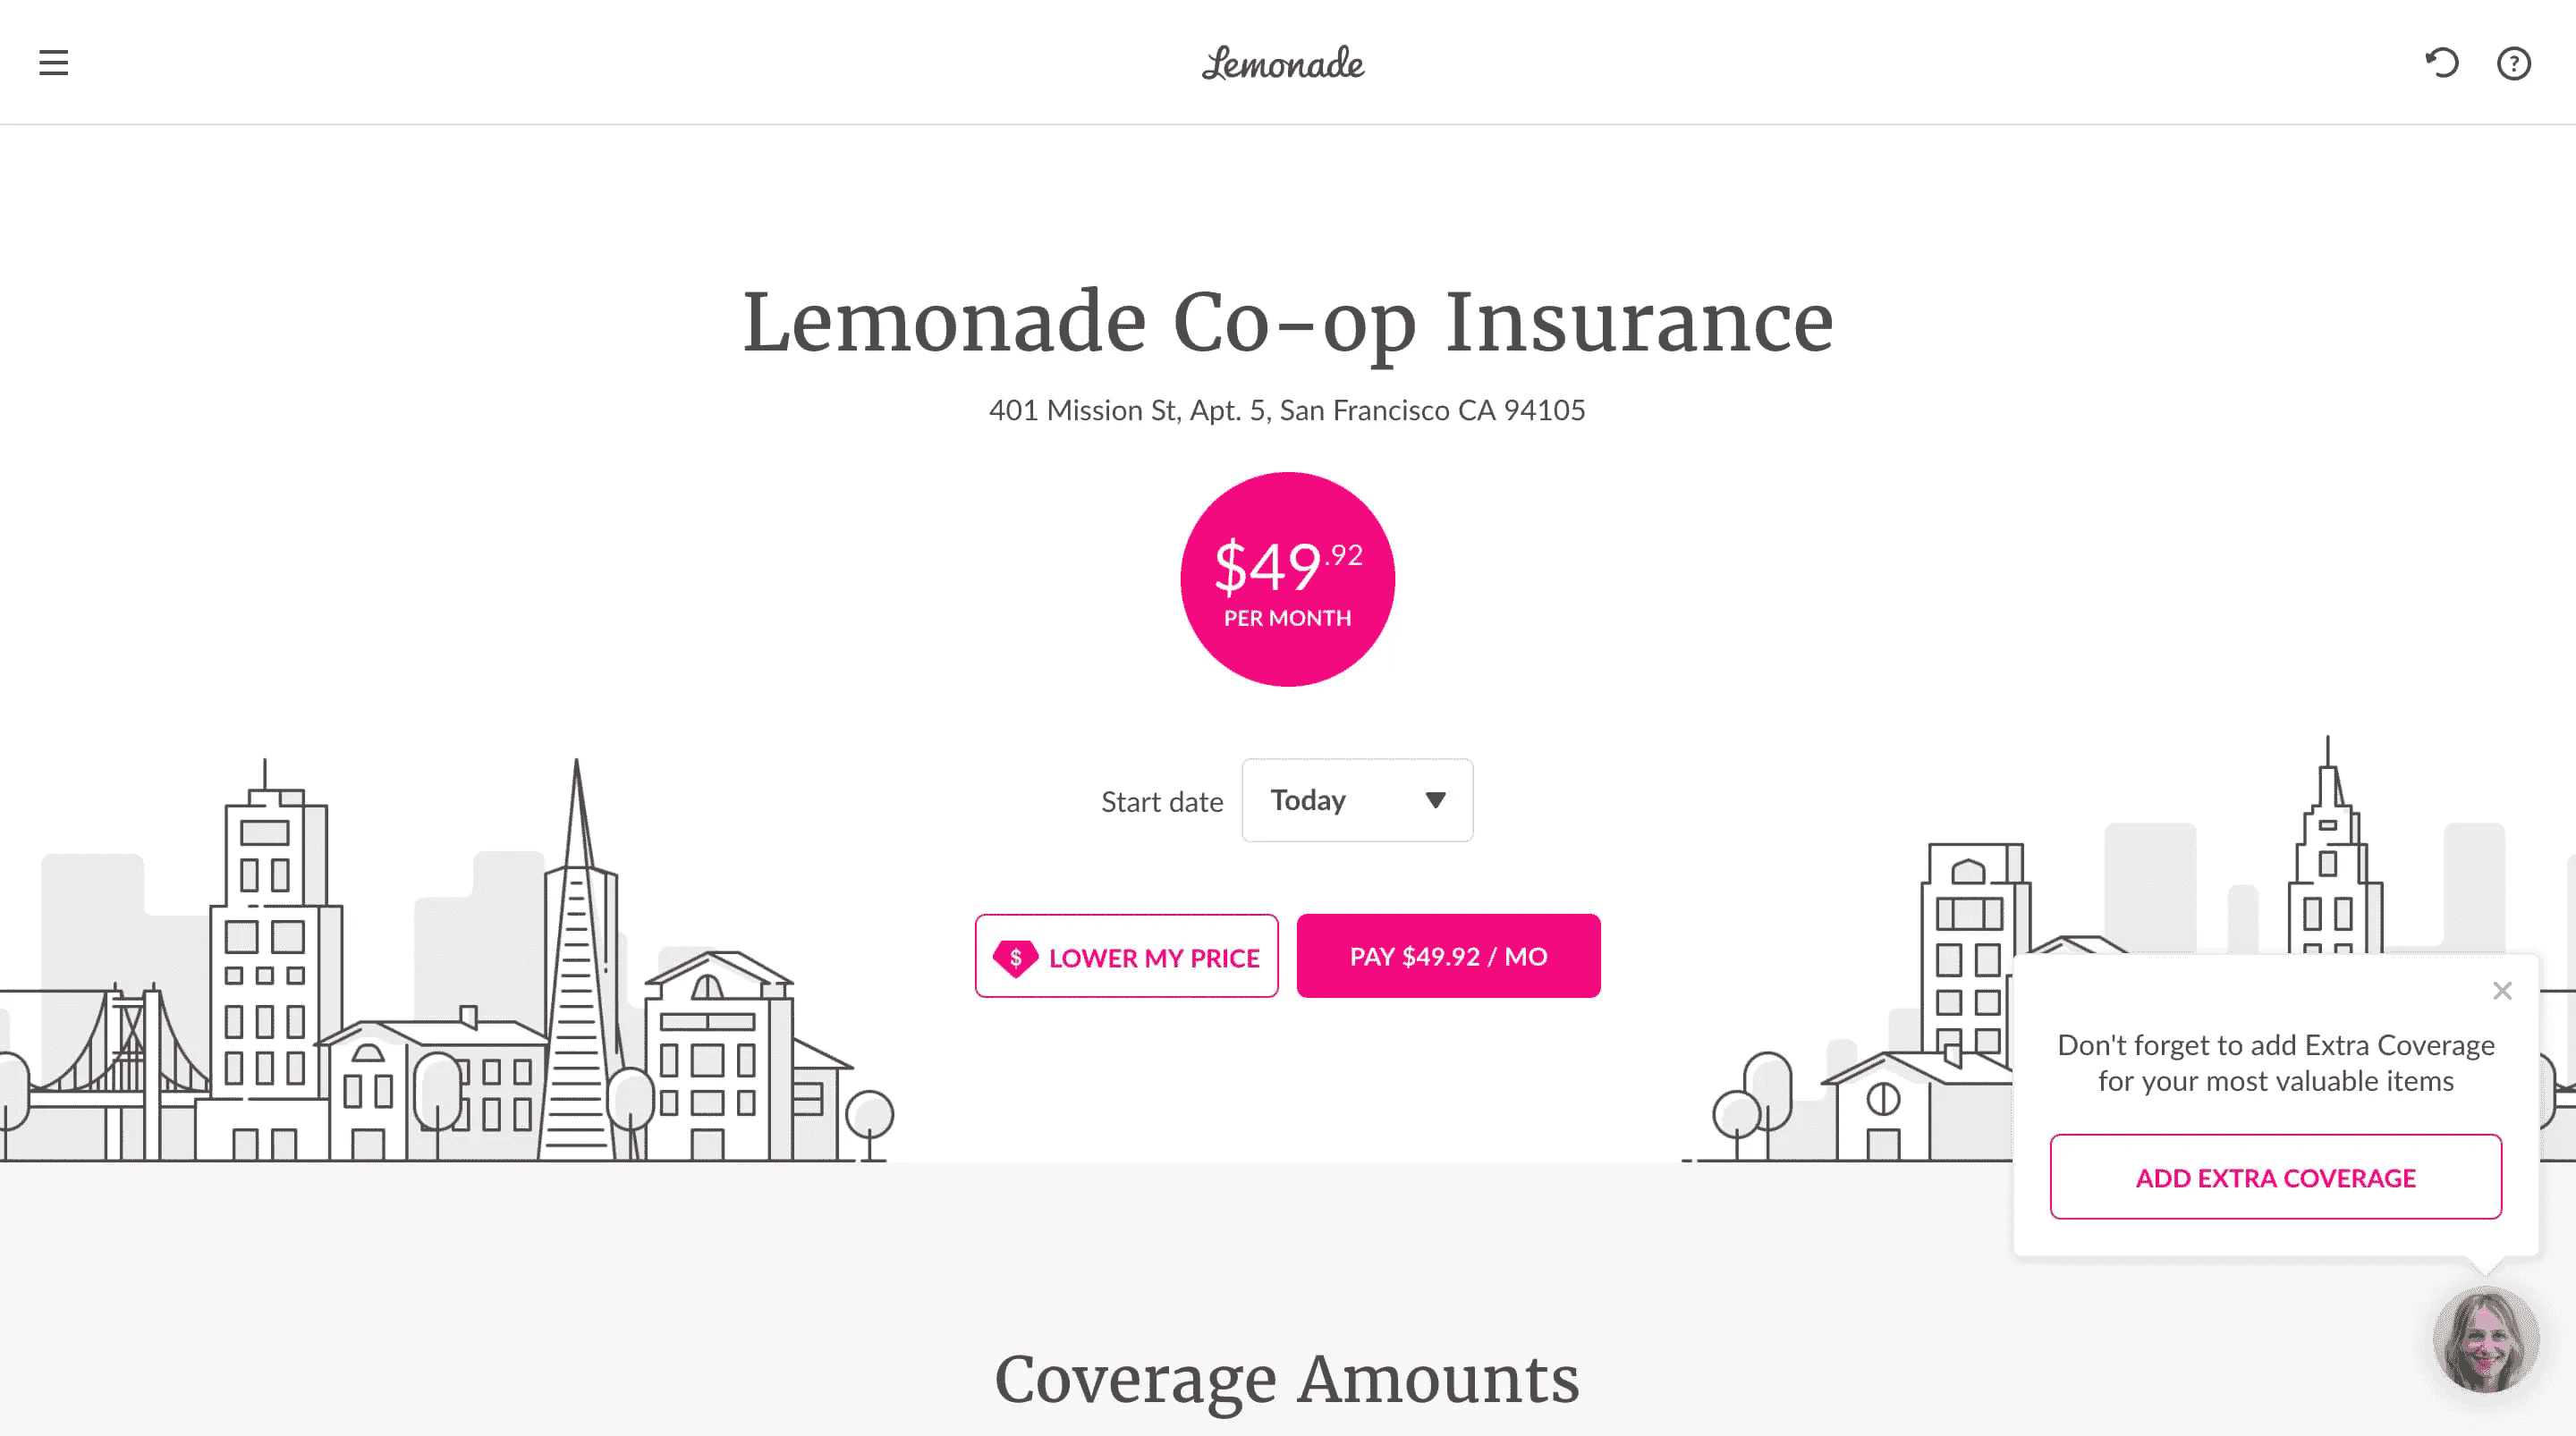 Lemonade
?
Lemonade Co-op Insurance
401 Mission St, Apt. 5, San Francisco CA 94105
$49.92
PER MONTH
Start date Today
$ LOWER MY PRICE
PAY $49.92 / MO
Don't forget to add Extra Coverage
for your most valuable items
ADD EXTRA COVERAGE
Coverage Amounts